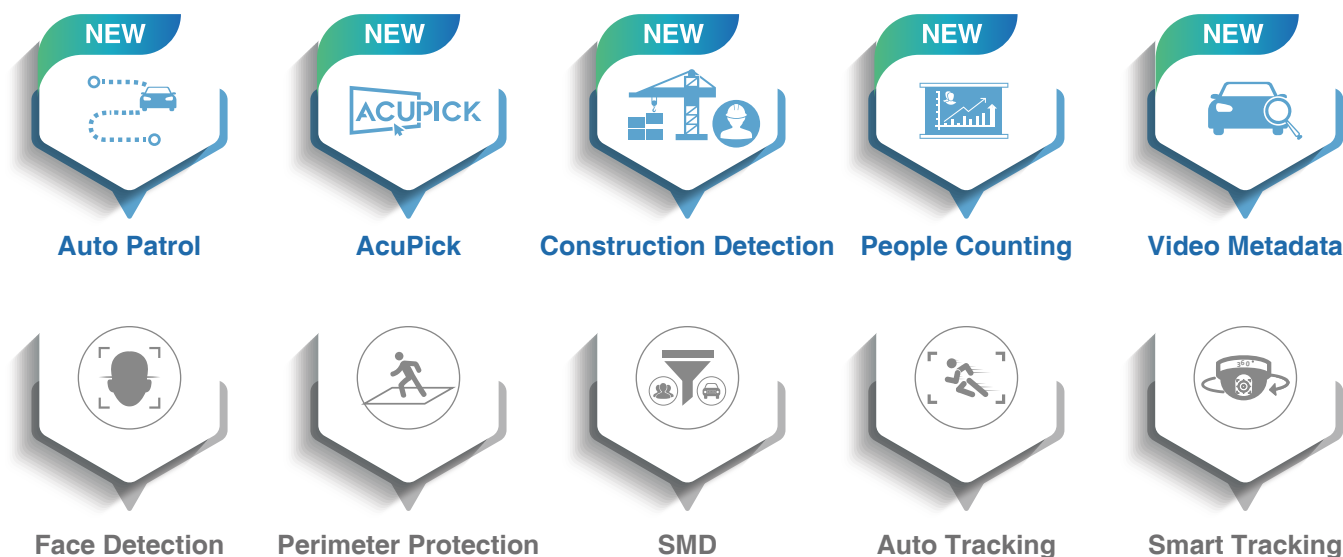 NEW NEW NEW NEW NEW
ACUPICK
Auto Patrol AcuPick Construction Detection People Counting Video Metadata
360°
Face Detection Perimeter Protection SMD Auto Tracking Smart Tracking